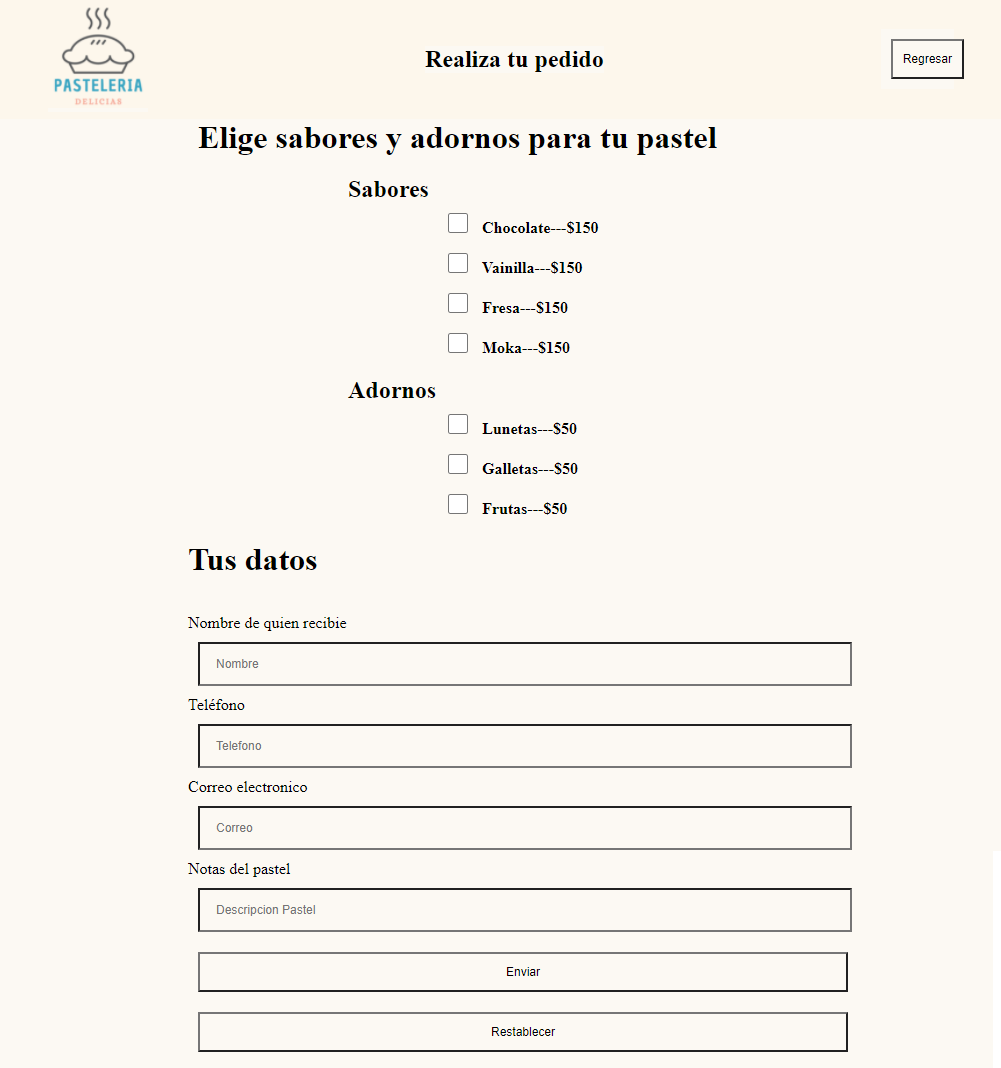 PASTELERIA
DELICIAS
Realiza tu pedido
Regresar
Elige sabores y adornos para tu pastel
Sabores
Chocolate---$150
Vainilla---$150
Fresa---$150
Moka---$150
Adornos
Lunetas---$50
Galletas---$50
Frutas---$50
Tus datos
Nombre de quien recibie
Nombre
Teléfono
Telefono
Correo electronico
Correo
Notas del pastel
Descripcion Pastel
Enviar
Restablecer